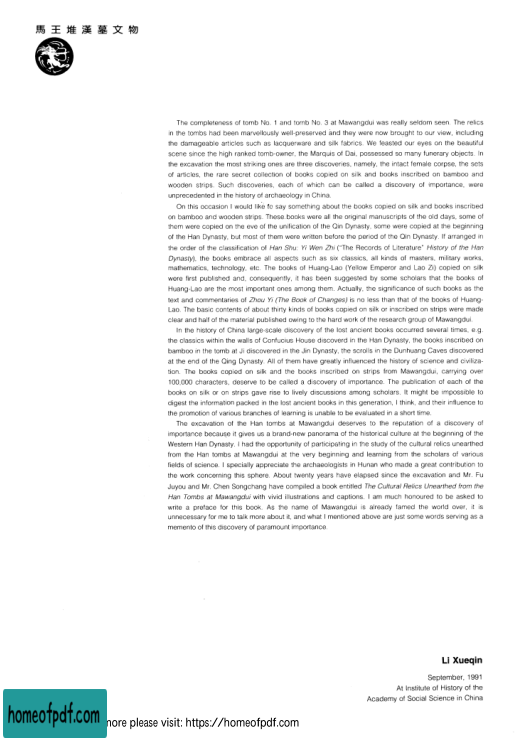 馬王堆漢墓文物
The completeness of tomb No. 1 and tomb No. 3 at Mawangdui was really seldom seen. The relics
in the tombs had been marvellously well-preserved and they were now brought to our view, including
the damageable articles such as lacquerware and silk fabrics. We feasted our eyes on the beautiful
scene since the high ranked tomb-owner, the Marquis of Dai, possessed so many funerary objects. In
the excavation the most striking ones are three discoveries, namely, the intact female corpse, the sets
of articles, the rare secret collection of books copied on silk and books inscribed on bamboo and
wooden strips. Such discoveries, each of which can be called a discovery of importance, were
unprecedented in the history of archaeology in China.
On this occasion I would like to say something about the books copied on silk and books inscribed
on bamboo and wooden strips. These books were all the original manuscripts of the old days, some of
them were copied on the eve of the unification of the Qin Dynasty, some were copied at the beginning
of the Han Dynasty, but most of them were written before the period of the Qin Dynasty. If arranged in
the order of the classification of Han Shu: Yi Wen Zhi ("The Records of Literature" History of the Han
Dynasty), the books embrace all aspects such as six classics, all kinds of masters, military works,
mathematics, technology, etc. The books of Huang-Lao (Yellow Emperor and Lao Zi) copied on silk
were first published and, consequently, it has been suggested by some scholars that the books of
Huang-Lao are the most important ones among them. Actually, the significance of such books as the
text and commentaries of Zhou Yi (The Book of Changes) is no less than that of the books of Huang-
Lao. The basic contents of about thirty kinds of books copied on silk or inscribed on strips were made
clear and half of the material published owing to the hard work of the research group of Mawangdui.
In the history of China large-scale discovery of the lost ancient books occurred several times, e.g.
the classics within the walls of Confucius House discoverd in the Han Dynasty, the books inscribed on
bamboo in the tomb at Ji discovered in the Jin Dynasty, the scrolls in the Dunhuang Caves discovered
at the end of the Qing Dynasty. All of them have greatly influenced the history of science and civiliza-
tion. The books copied on silk and the books inscribed on strips from Mawangdui, carrying over
100,000 characters, deserve to be called a discovery of importance. The publication of each of the
books on silk or on strips gave rise to lively discussions among scholars. It might be impossible to
digest the information packed in the lost ancient books in this generation, I think, and their influence to
the promotion of various branches of learning is unable to be evaluated in a short time.
The excavation of the Han tombs at Mawangdui deserves to the reputation of a discovery of
importance because it gives us a brand-new panorama of the historical culture at the beginning of the
Western Han Dynasty. I had the opportunity of participating in the study of the cultural relics unearthed
from the Han tombs at Mawangdui at the very beginning and learning from the scholars of various
fields of science. I specially appreciate the archaeologists in Hunan who made a great contribution to
the work concerning this sphere. About twenty years have elapsed since the excavation and Mr. Fu
Juyou and Mr. Chen Songchang have compiled a book entitled The Cultural Relics Unearthed from the
Han Tombs at Mawangdui with vivid illustrations and captions. I am much honoured to be asked to
write a preface for this book. As the name of Mawangdui is already famed the world over, it is
unnecessary for me to talk more about it, and what I mentioned above are just some words serving as a
memento of this discovery of paramount importance.
Li Xueqin
September, 1991
At Institute of History of the
Academy of Social Science in China
homeofpdf.com
more please visit: https://homeofpdf.com